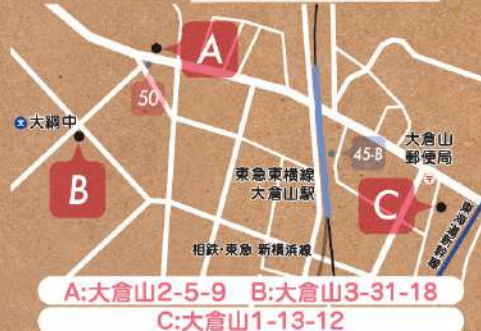 A
50
大綱中
B
45-B
大倉山
郵便局
東急東横線
大倉山駅
C
相鉄・東急 新横浜線
東海道新幹線
A:大倉山2-5-9 B:大倉山3-31-18
C:大倉山1-13-12